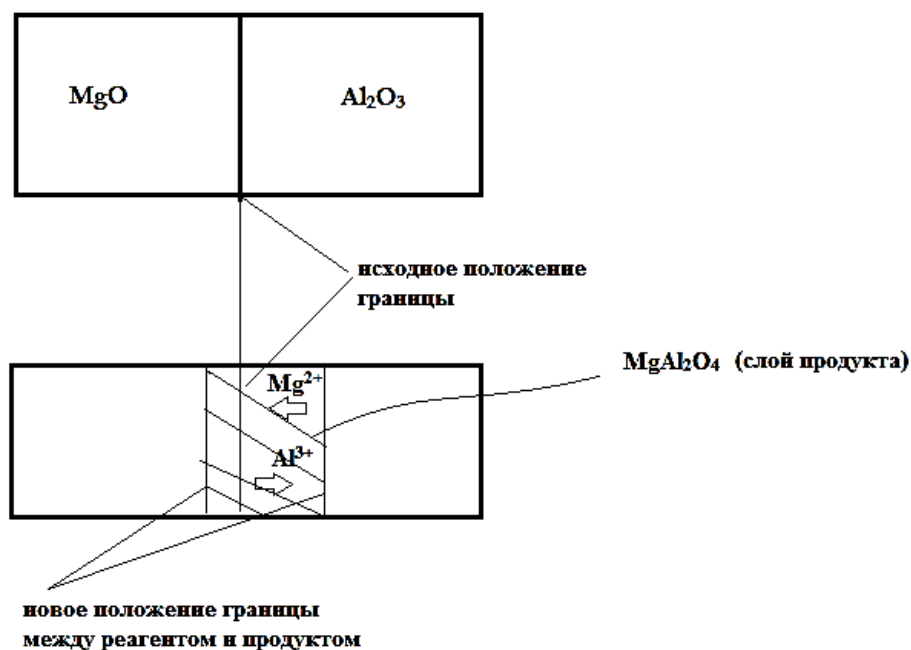 MgO
Al₂O₃
исходное положение
границы
MgAl₂O₄ (слой продукта)
Mg²⁺
Al³⁺
новое положение границы
между реагентом и продуктом